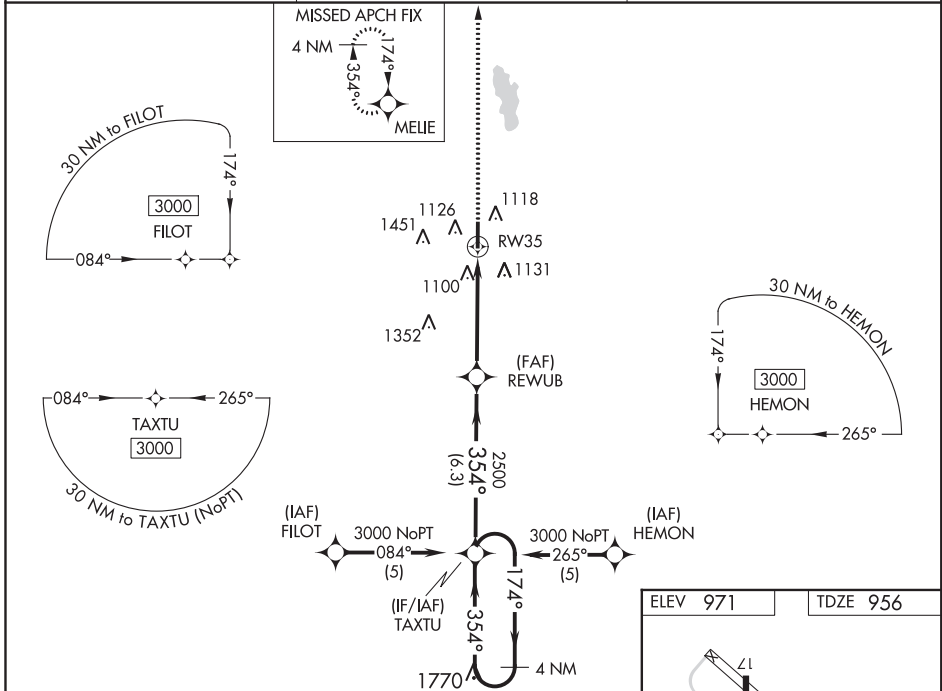 MISSED APCH FIX
4 NM
354°
174°
MELIE
30 NM to FILOT
174°
3000
FILOT
084°
1126
1118
1451
RW35
1100
1131
1352
30 NM to HEMON
174°
3000
HEMON
265°
(FAF)
REWUB
084°
265°
TAXTU
3000
30 NM to TAXTU (NoPT)
2500
354°
(6.3)
(IAF)
FILOT
3000 NoPT
084°
(5)
3000 NoPT
265°
(5)
(IAF)
HEMON
(IF/IAF)
TAXTU
354°
174°
4 NM
1770
ELEV 971
TDZE 956
17